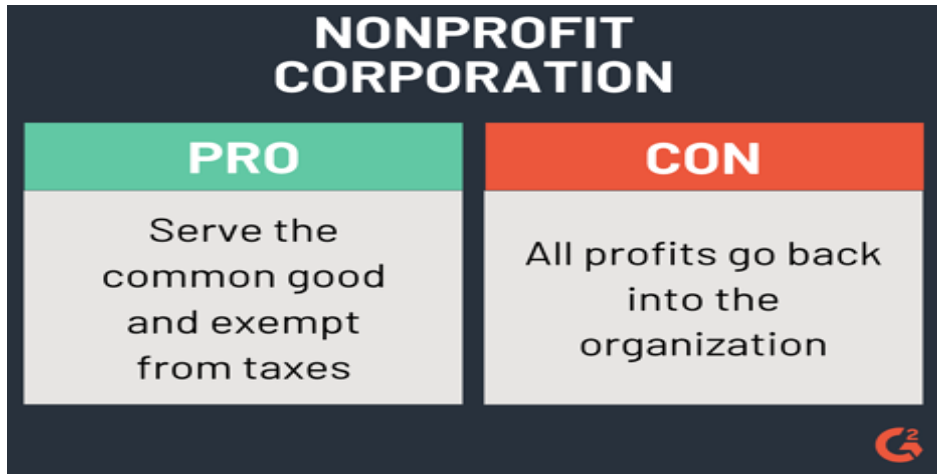 NONPROFIT
CORPORATION
PRO
Serve the
common good
and exempt
from taxes
CON
All profits go back
into the
organization
G2